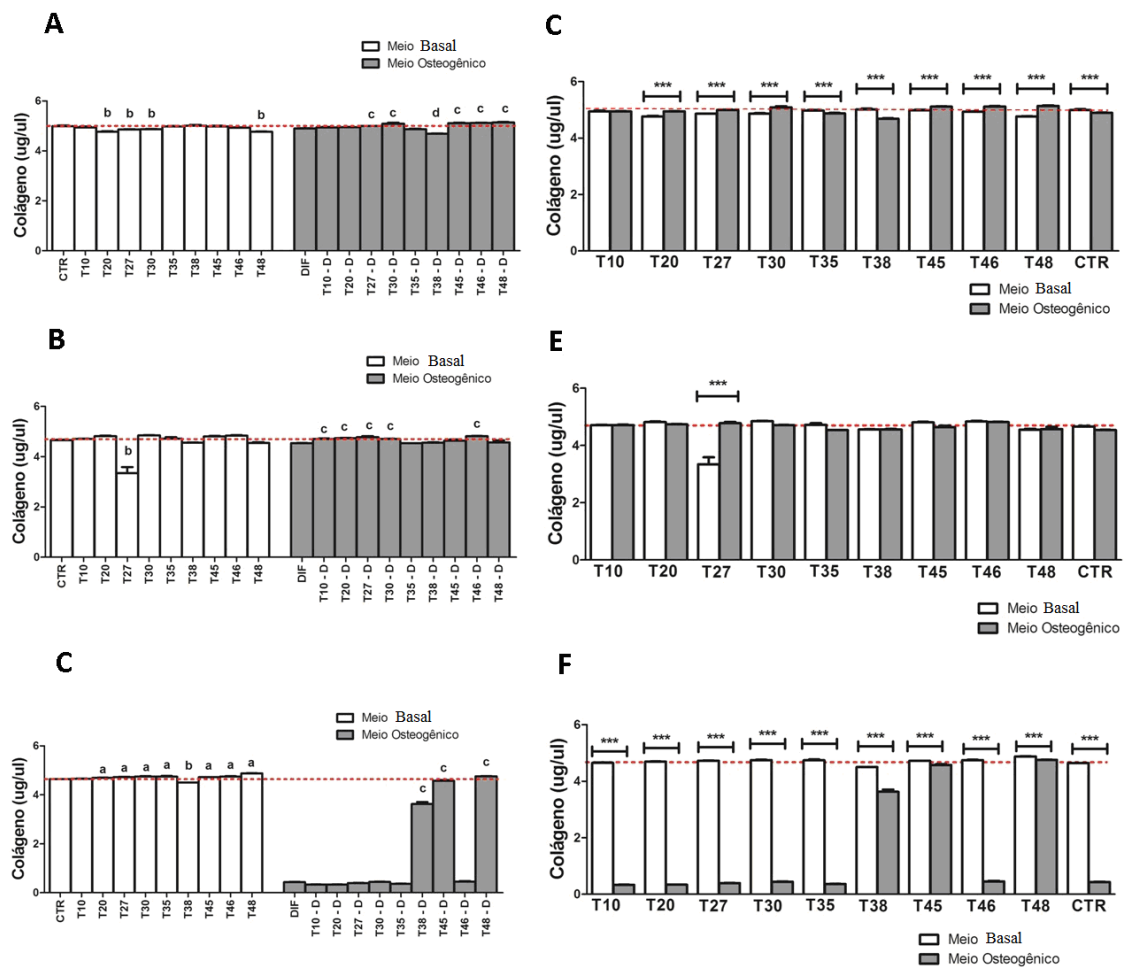 A
Meio Basal
Meio Osteogênico
Colágeno (ug/ul)
6
4
2
0
b b b b
c c d c c c
CTR T10 T20 T27 T30 T35 T38 T45 T46 T48
DIF T10 - D T20 - D T27 - D T30 - D T35 - D T38 - D T45 - D T46 - D T48 - D
C
Colágeno (ug/ul)
6
4
2
0
*** *** *** *** *** *** *** *** ***
T10 T20 T27 T30 T35 T38 T45 T46 T48 CTR
Meio Basal
Meio Osteogênico
B
Meio Basal
Meio Osteogênico
Colágeno (ug/ul)
6
4
2
0
b
c c c c c
CTR T10 T20 T27 T30 T35 T38 T45 T46 T48
DIF T10 - D T20 - D T27 - D T30 - D T35 - D T38 - D T45 - D T46 - D T48 - D
E
Colágeno (ug/ul)
6
4
2
0
***
T10 T20 T27 T30 T35 T38 T45 T46 T48 CTR
Meio Basal
Meio Osteogênico
C
Meio Basal
Meio Osteogênico
Colágeno (ug/ul)
6
4
2
0
a a a a b a a a
c c c
CTR T10 T20 T27 T30 T35 T38 T45 T46 T48
DIF T10 - D T20 - D T27 - D T30 - D T35 - D T38 - D T45 - D T46 - D T48 - D
F
Colágeno (ug/ul)
6
4
2
0
*** *** *** *** *** *** *** *** *** ***
T10 T20 T27 T30 T35 T38 T45 T46 T48 CTR
Meio Basal
Meio Osteogênico